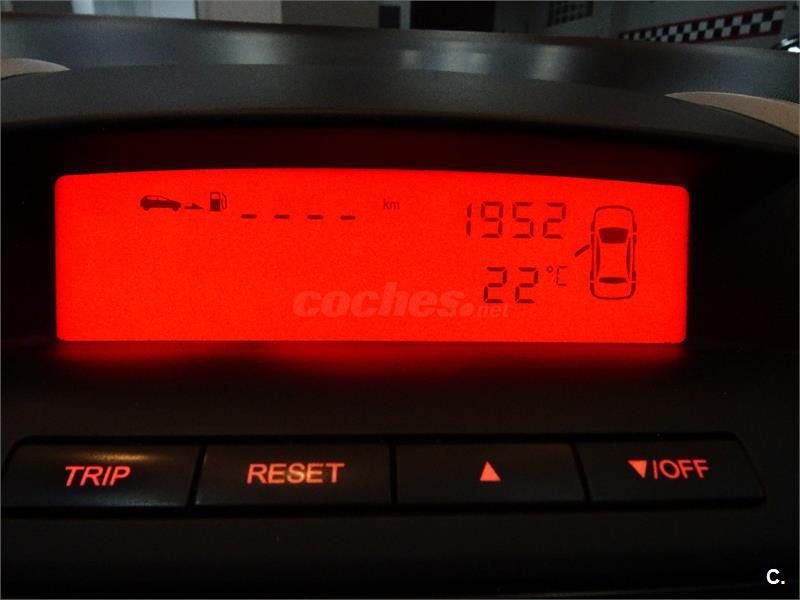 ---- km 1952
22°C
coches.net
TRIP RESET ▲ ▼/OFF
C.